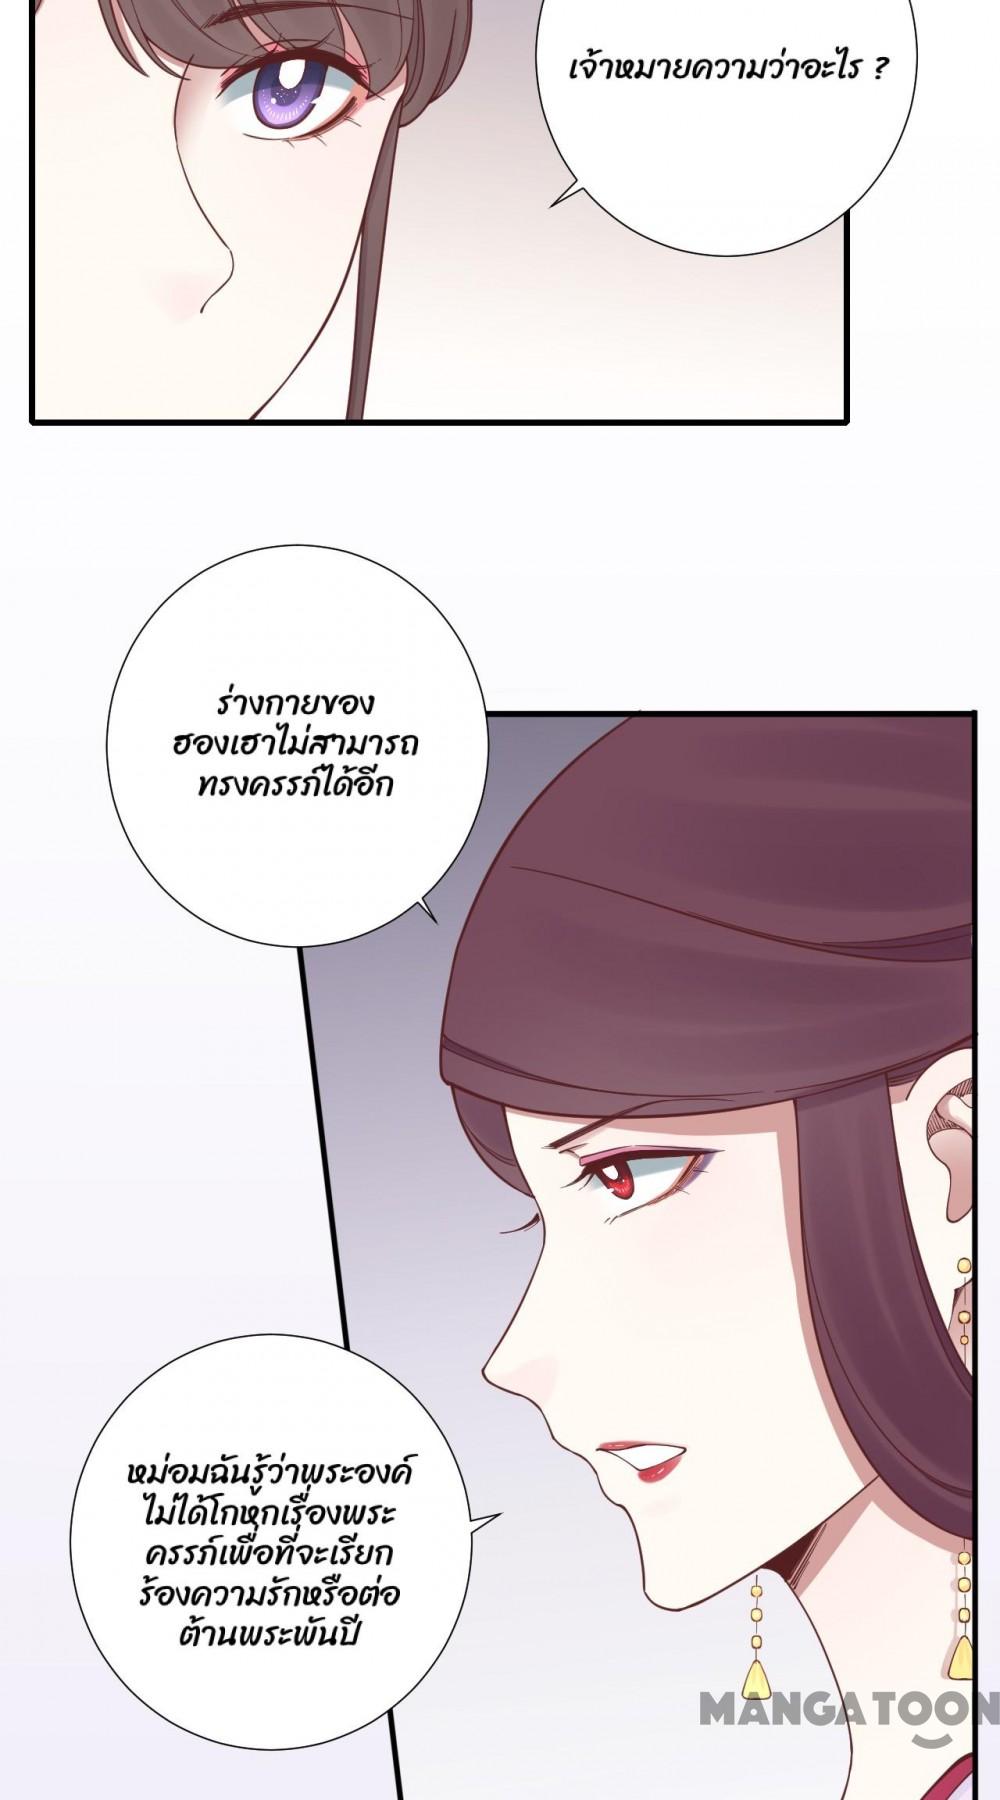 เจ้าหมายความว่าอะไร ?
ร่างกายของ
ฮองเฮาไม่สามารถ
ทรงครรภ์ได้อีก
หม่อมฉันรู้ว่าพระองค์
ไม่ได้โกหกเรื่องพระ
ครรภ์เพื่อที่จะเรียก
ร้องความรักหรือต่อ
ต้านพระพันปี
MANGATOON